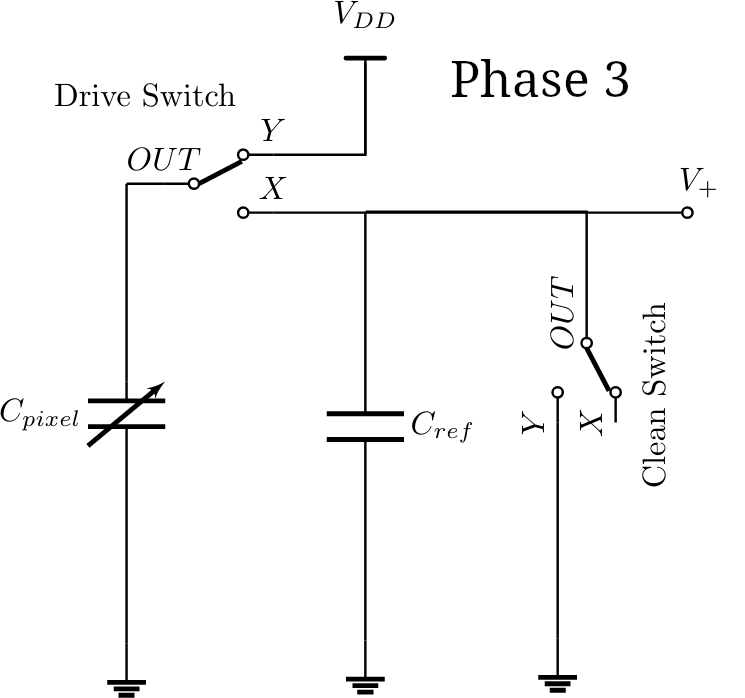 V_{DD}
Phase 3
Drive Switch
Y
OUT
X
V_+
OUT
Clean Switch
C_{pixel}
C_{ref}
Y
X